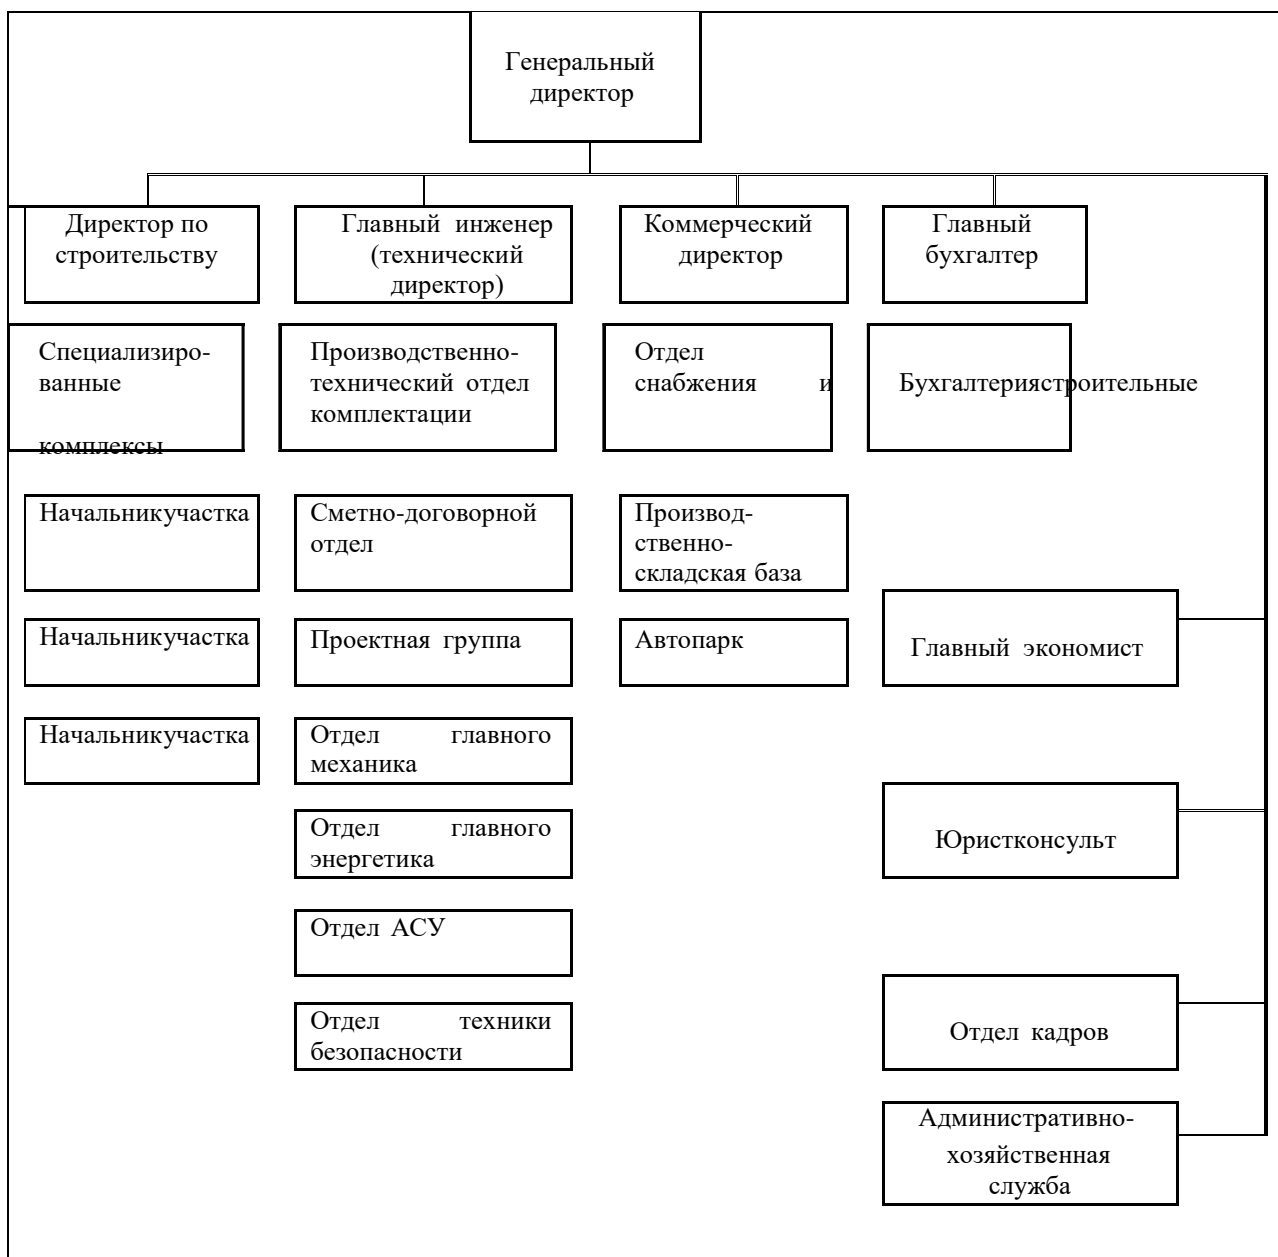 Генеральный
директор
Директор по
строительству
Главный инженер
(технический
директор)
Коммерческий
директор
Главный
бухгалтер
Специализиро-
ванные
комплексы
Производственно-
технический отдел
комплектации
Отдел
снабжения и
Бухгалтериястроительные
Начальникучастка
Сметно-договорной
отдел
Производ-
ственно-
складская база
Начальникучастка
Проектная группа
Автопарк
Главный экономист
Начальникучастка
Отдел главного
механика
Отдел главного
энергетика
Юристконсульт
Отдел АСУ
Отдел техники
безопасности
Отдел кадров
Административно-
хозяйственная
служба